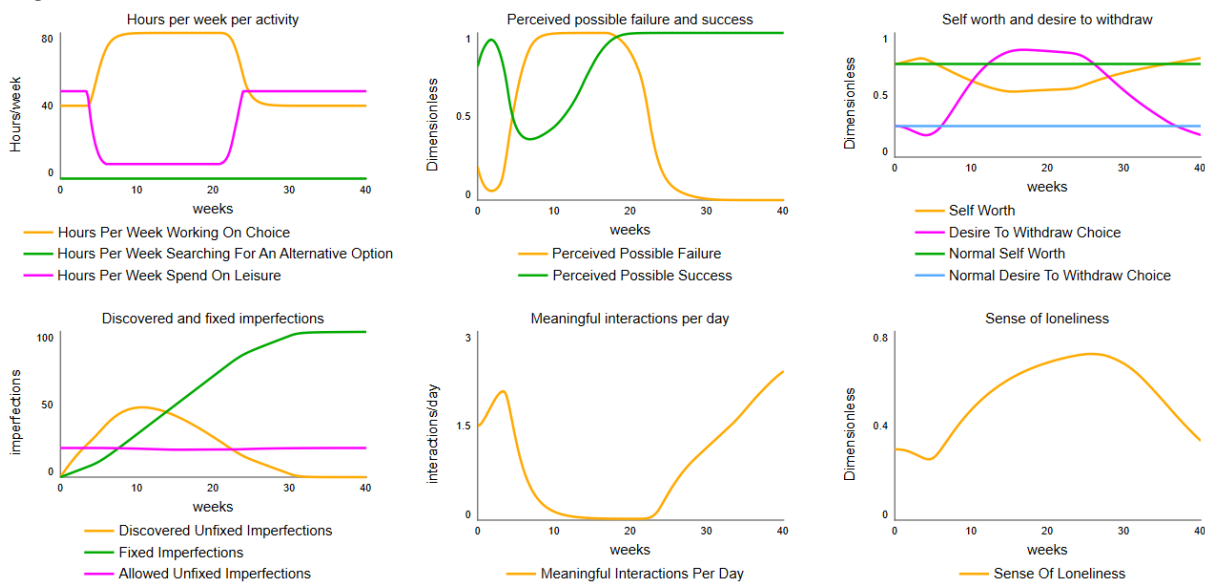 Hours per week per activity
80
40
0
Hours/week
0 10 20 30 40
weeks
Hours Per Week Working On Choice
Hours Per Week Searching For An Alternative Option
Hours Per Week Spend On Leisure
Perceived possible failure and success
1
0.5
0
Dimensionless
0 10 20 30 40
weeks
Perceived Possible Failure
Perceived Possible Success
Self worth and desire to withdraw
1
0.5
0
Dimensionless
0 10 20 30 40
weeks
Self Worth
Desire To Withdraw Choice
Normal Self Worth
Normal Desire To Withdraw Choice
Discovered and fixed imperfections
100
50
0
imperfections
0 10 20 30 40
weeks
Discovered Unfixed Imperfections
Fixed Imperfections
Allowed Unfixed Imperfections
Meaningful interactions per day
3
1.5
0
interactions/day
0 10 20 30 40
weeks
Meaningful Interactions Per Day
Sense of loneliness
0.8
0.4
0
Dimensionless
0 10 20 30 40
weeks
Sense Of Loneliness